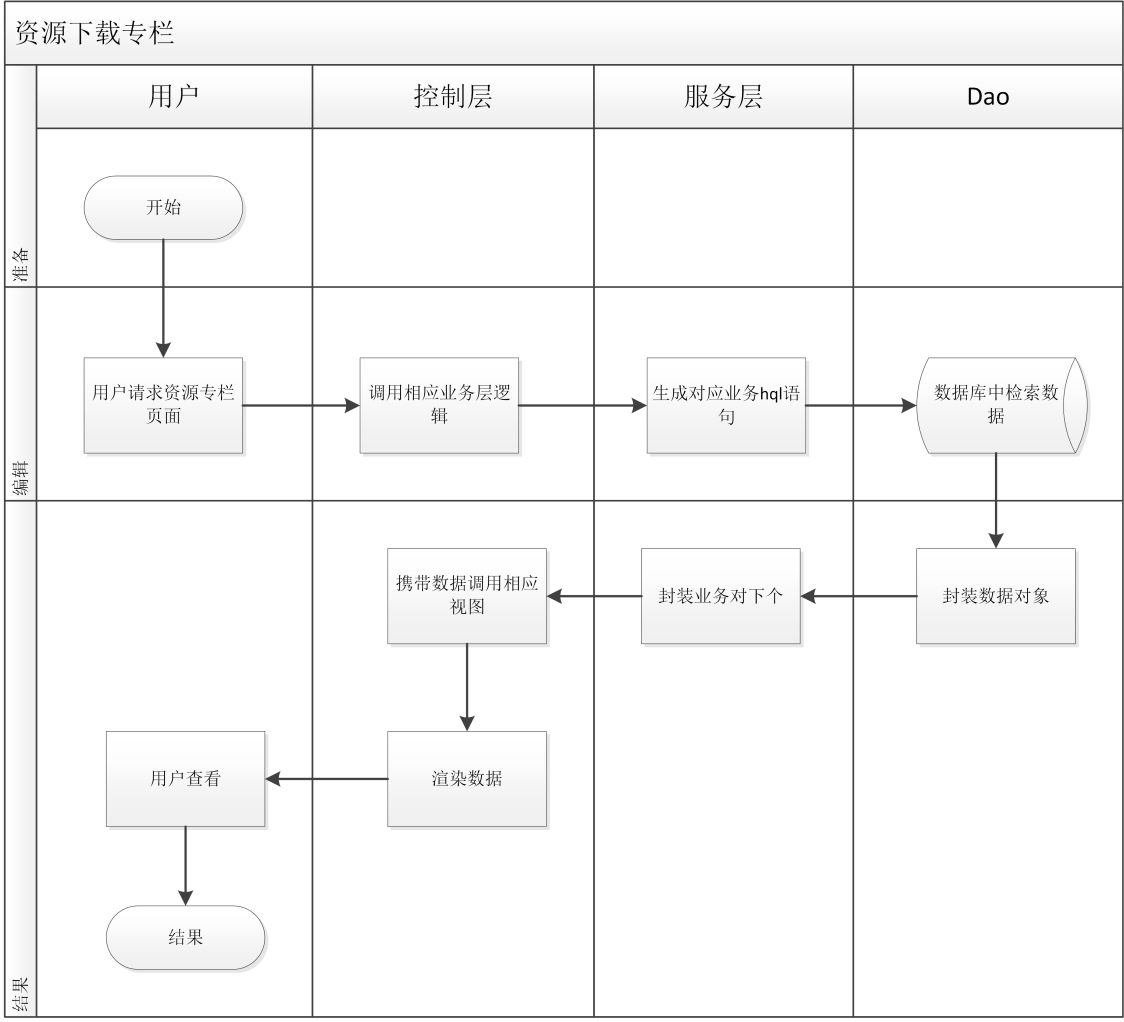 资源下载专栏
用户
控制层
服务层
Dao
准备
开始
编辑
用户请求资源专栏
页面
调用相应业务层逻
辑
生成对应业务hql语
句
数据库中检索数
据
结果
携带数据调用相应
视图
封装业务对下个
封装数据对象
用户查看
渲染数据
结果